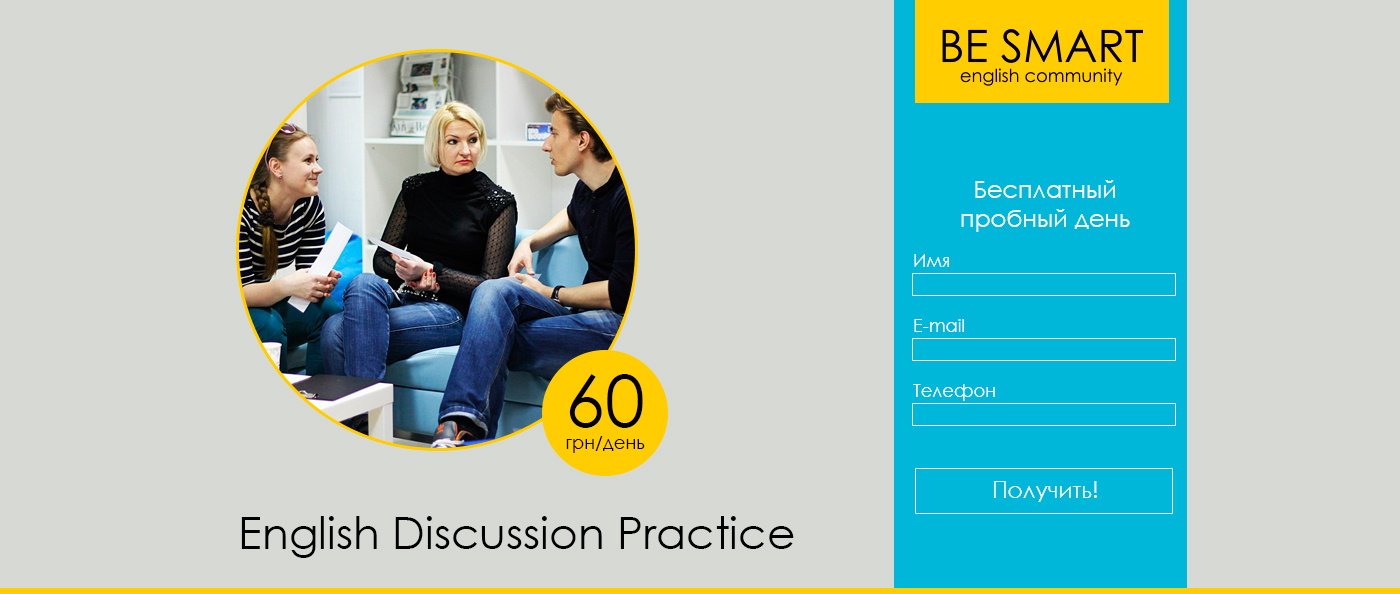 BE SMART
english community
60
грн/день
English Discussion Practice
Бесплатный
пробный день
Имя
E-mail
Телефон
Получить!